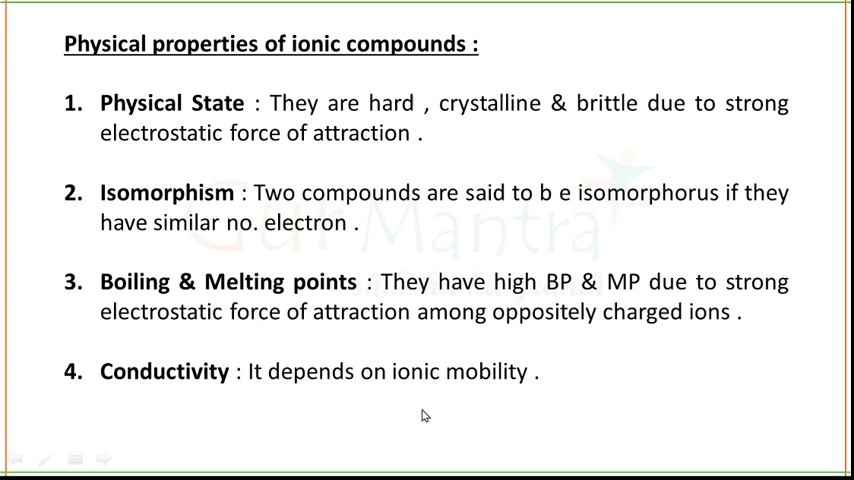 Physical properties of ionic compounds :
1. Physical State : They are hard , crystalline & brittle due to strong
electrostatic force of attraction .
2. Isomorphism : Two compounds are said to b e isomorphorus if they
have similar no. electron .
Gur Mantra
3. Boiling & Melting points : They have high BP & MP due to strong
electrostatic force of attraction among oppositely charged ions .
4. Conductivity : It depends on ionic mobility .